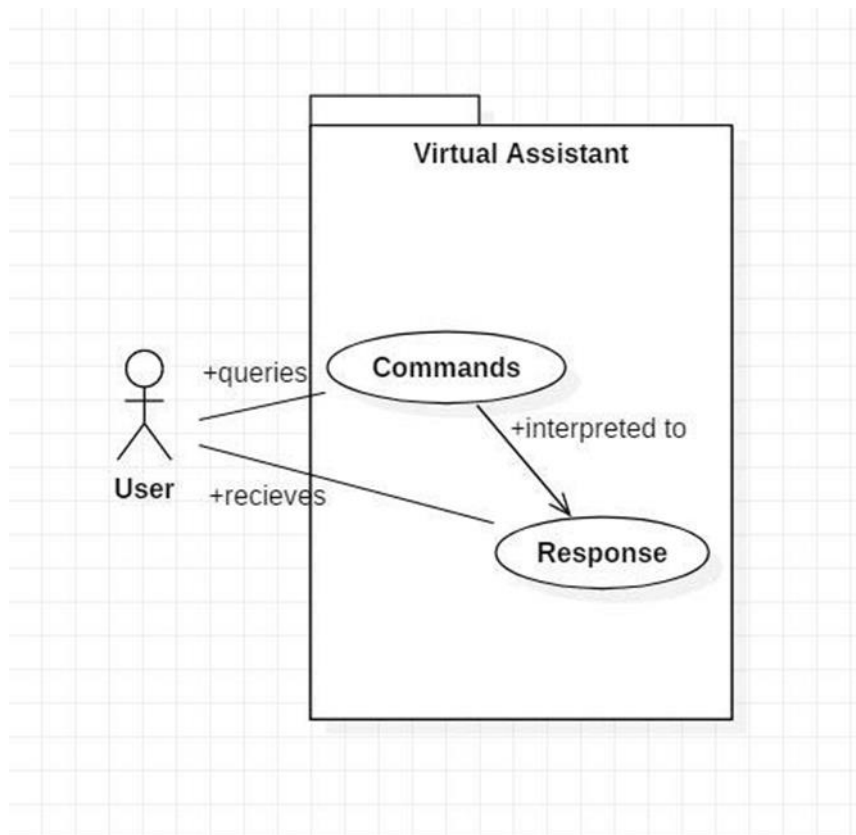 Virtual Assistant
+queries
Commands
+interpreted to
User
+recieves
Response